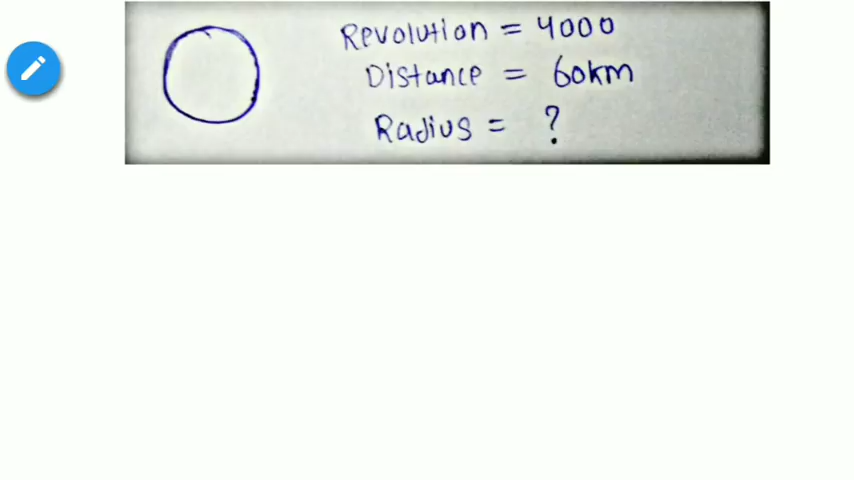 Revolution = 4000
Distance = 60km
Radius = ?